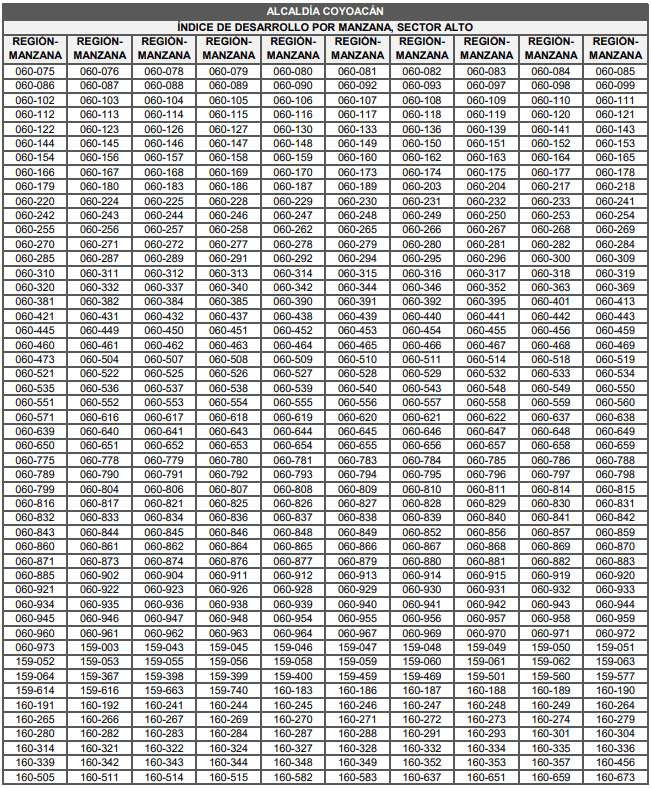 ALCALDÍA COYOACÁN
ÍNDICE DE DESARROLLO POR MANZANA, SECTOR ALTO
REGIÓN-MANZANA REGIÓN-MANZANA REGIÓN-MANZANA REGIÓN-MANZANA REGIÓN-MANZANA REGIÓN-MANZANA REGIÓN-MANZANA REGIÓN-MANZANA REGIÓN-MANZANA REGIÓN-MANZANA
060-075 060-076 060-078 060-079 060-080 060-081 060-082 060-083 060-084 060-085
060-086 060-087 060-088 060-089 060-090 060-092 060-093 060-097 060-098 060-099
060-102 060-103 060-104 060-105 060-106 060-107 060-108 060-109 060-110 060-111
060-112 060-113 060-114 060-115 060-116 060-117 060-118 060-119 060-120 060-121
060-122 060-123 060-126 060-127 060-130 060-133 060-136 060-139 060-141 060-143
060-144 060-145 060-146 060-147 060-148 060-149 060-150 060-151 060-152 060-153
060-154 060-156 060-157 060-158 060-159 060-160 060-162 060-163 060-164 060-165
060-166 060-167 060-168 060-169 060-170 060-173 060-174 060-175 060-177 060-178
060-179 060-180 060-183 060-186 060-187 060-189 060-203 060-204 060-217 060-218
060-220 060-224 060-225 060-228 060-229 060-230 060-231 060-232 060-233 060-241
060-242 060-243 060-244 060-246 060-247 060-248 060-249 060-250 060-253 060-254
060-255 060-256 060-257 060-258 060-262 060-265 060-266 060-267 060-268 060-269
060-270 060-271 060-272 060-277 060-278 060-279 060-280 060-281 060-282 060-284
060-285 060-287 060-289 060-291 060-292 060-294 060-295 060-296 060-300 060-309
060-310 060-311 060-312 060-313 060-314 060-315 060-316 060-317 060-318 060-319
060-320 060-332 060-337 060-340 060-342 060-344 060-346 060-352 060-363 060-369
060-381 060-382 060-384 060-385 060-390 060-391 060-392 060-395 060-401 060-413
060-421 060-431 060-432 060-437 060-438 060-439 060-440 060-441 060-442 060-443
060-445 060-449 060-450 060-451 060-452 060-453 060-454 060-455 060-456 060-459
060-460 060-461 060-462 060-463 060-464 060-465 060-466 060-467 060-468 060-469
060-473 060-504 060-507 060-508 060-509 060-510 060-511 060-514 060-518 060-519
060-521 060-522 060-525 060-526 060-527 060-528 060-529 060-532 060-533 060-534
060-535 060-536 060-537 060-538 060-539 060-540 060-543 060-548 060-549 060-550
060-551 060-552 060-553 060-554 060-555 060-556 060-557 060-558 060-559 060-560
060-571 060-616 060-617 060-618 060-619 060-620 060-621 060-622 060-637 060-638
060-639 060-640 060-641 060-643 060-644 060-645 060-646 060-647 060-648 060-649
060-650 060-651 060-652 060-653 060-654 060-655 060-656 060-657 060-658 060-659
060-775 060-778 060-779 060-780 060-781 060-783 060-784 060-785 060-786 060-788
060-789 060-790 060-791 060-792 060-793 060-794 060-795 060-796 060-797 060-798
060-799 060-804 060-806 060-807 060-808 060-809 060-810 060-811 060-814 060-815
060-816 060-817 060-821 060-825 060-826 060-827 060-828 060-829 060-830 060-831
060-832 060-833 060-834 060-836 060-837 060-838 060-839 060-840 060-841 060-842
060-843 060-844 060-845 060-846 060-848 060-849 060-852 060-856 060-857 060-859
060-860 060-861 060-862 060-864 060-865 060-866 060-867 060-868 060-869 060-870
060-871 060-873 060-874 060-876 060-877 060-879 060-880 060-881 060-882 060-883
060-885 060-902 060-904 060-911 060-912 060-913 060-914 060-915 060-919 060-920
060-921 060-922 060-923 060-926 060-928 060-929 060-930 060-931 060-932 060-933
060-934 060-935 060-936 060-938 060-939 060-940 060-941 060-942 060-943 060-944
060-945 060-946 060-947 060-948 060-954 060-955 060-956 060-957 060-958 060-959
060-960 060-961 060-962 060-963 060-964 060-967 060-969 060-970 060-971 060-972
060-973 159-003 159-043 159-045 159-046 159-047 159-048 159-049 159-050 159-051
159-052 159-053 159-055 159-056 159-058 159-059 159-060 159-061 159-062 159-063
159-064 159-367 159-398 159-399 159-400 159-459 159-469 159-501 159-560 159-577
159-614 159-616 159-663 159-740 160-183 160-186 160-187 160-188 160-189 160-190
160-191 160-192 160-241 160-244 160-245 160-246 160-247 160-248 160-249 160-264
160-265 160-266 160-267 160-269 160-270 160-271 160-272 160-273 160-274 160-279
160-280 160-282 160-283 160-284 160-287 160-288 160-291 160-293 160-301 160-304
160-314 160-321 160-322 160-324 160-327 160-328 160-332 160-334 160-335 160-336
160-339 160-342 160-343 160-344 160-348 160-349 160-352 160-353 160-357 160-456
160-505 160-511 160-514 160-515 160-582 160-583 160-637 160-651 160-659 160-673